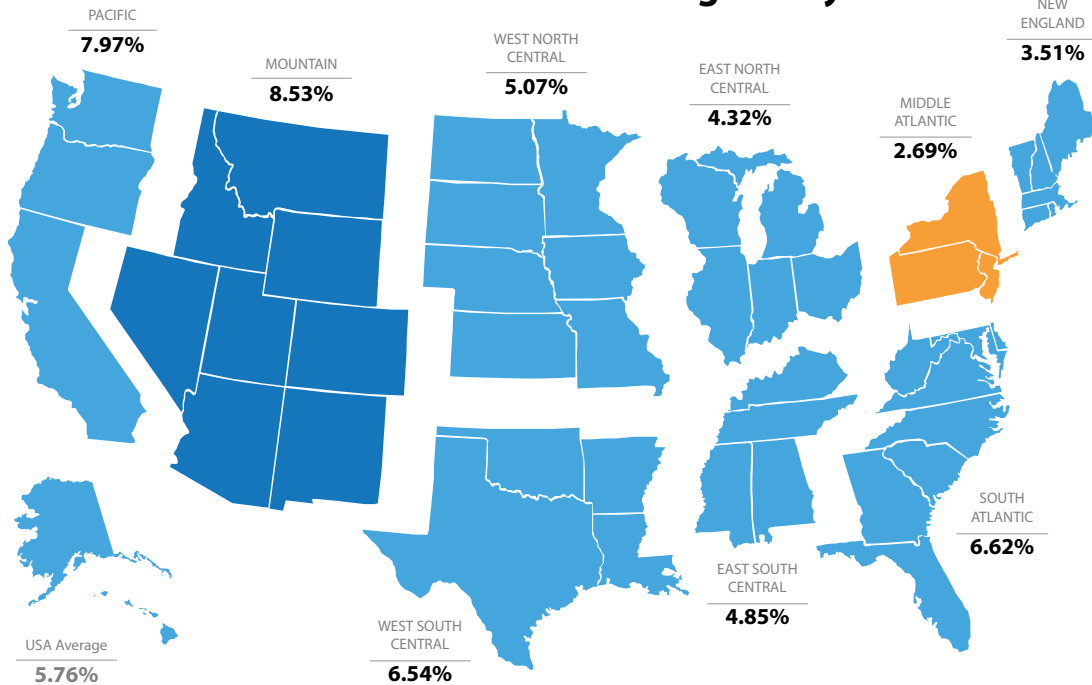 PACIFIC
7.97%
MOUNTAIN
8.53%
WEST NORTH
CENTRAL
5.07%
EAST NORTH
CENTRAL
4.32%
MIDDLE
ATLANTIC
2.69%
NEW
ENGLAND
3.51%
SOUTH
ATLANTIC
6.62%
EAST SOUTH
CENTRAL
4.85%
WEST SOUTH
CENTRAL
6.54%
USA Average
5.76%